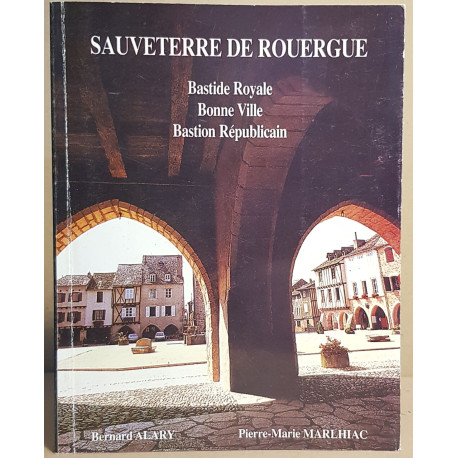 SAUVETERRE DE ROUERGUE
Bastide Royale
Bonne Ville
Bastion Républicain
Bernard ALARY Pierre-Marie MARLHIAC